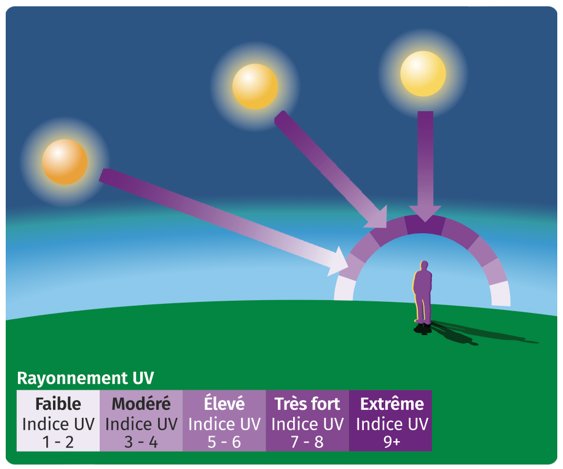 Rayonnement UV
Faible Modéré Élevé Très fort Extrême
Indice UV Indice UV Indice UV Indice UV Indice UV
1 - 2 3 - 4 5 - 6 7 - 8 9+